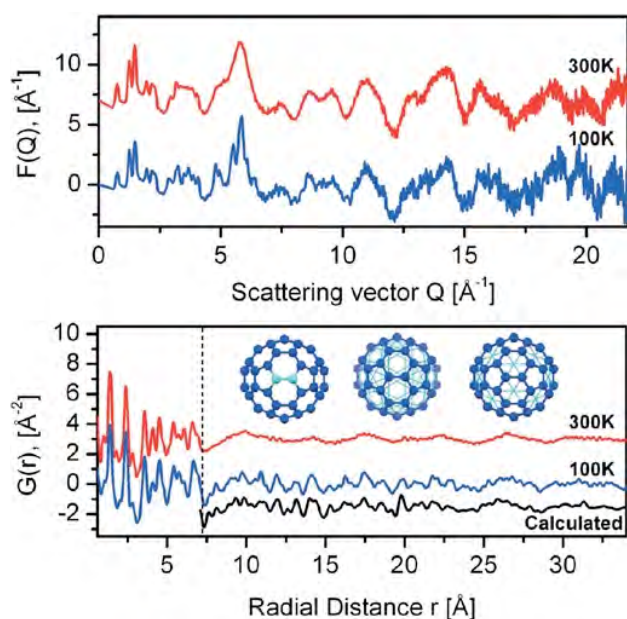 F(Q), [Å⁻¹]
10
5
0
300K
100K
0
5
10
15
20
Scattering vector Q [Å⁻¹]
G(r), [Å⁻²]
10
8
6
4
2
0
-2
300K
100K
Calculated
5
10
15
20
25
30
Radial Distance r [Å]